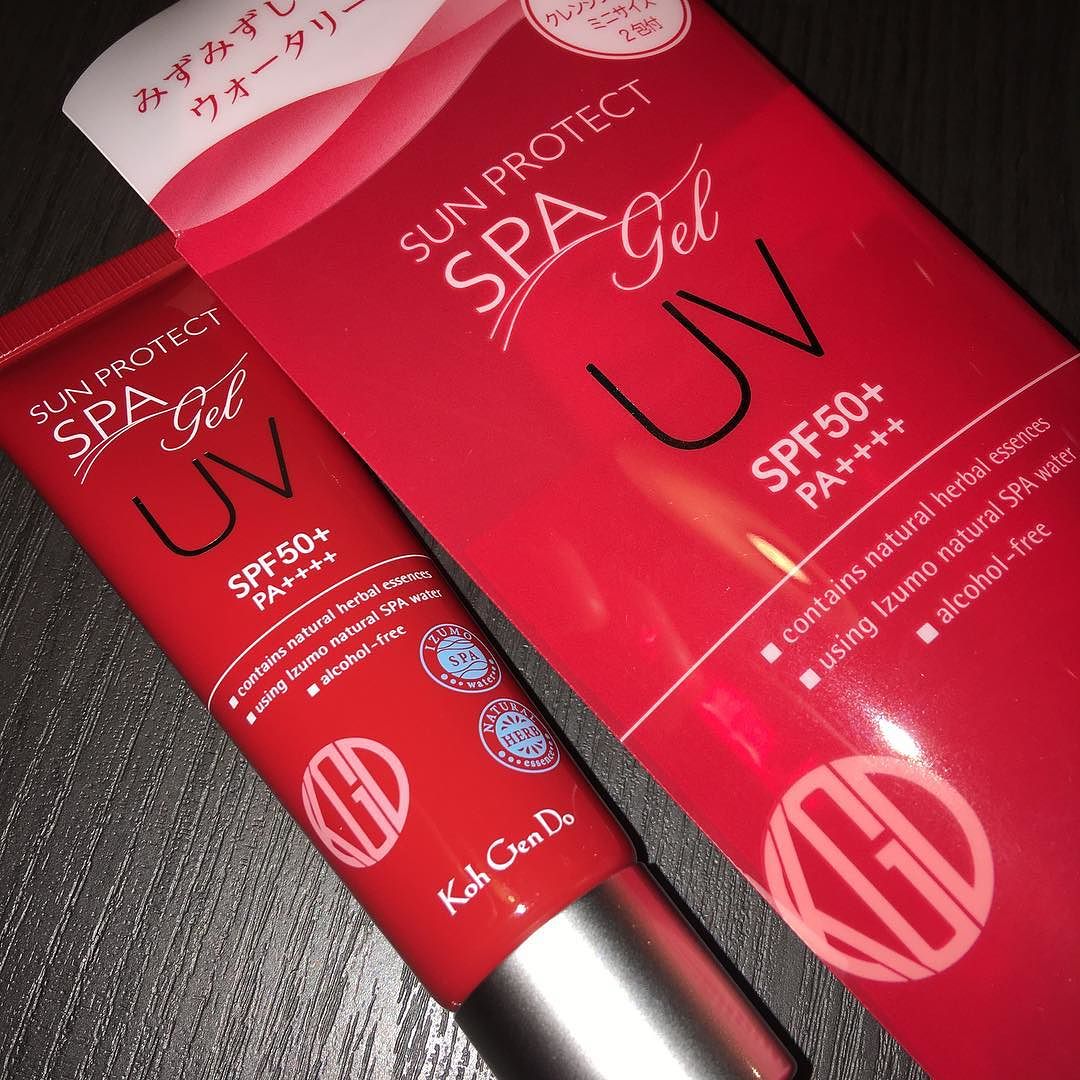 みずみずし
ウォータリー
ミニサイズ
2包付
SUN PROTECT
SPA Gel
UV
SPF50+
PA++++
contains natural herbal essences
using Izumo natural SPA water
alcohol-free
KGD
SUN PROTECT
SPA Gel
UV
SPF50+
PA++++
contains natural herbal essences
using Izumo natural SPA water
alcohol-free
IZUMO
SPA
water
NATURAL
HERB
essence
KGD
Koh Gen Do